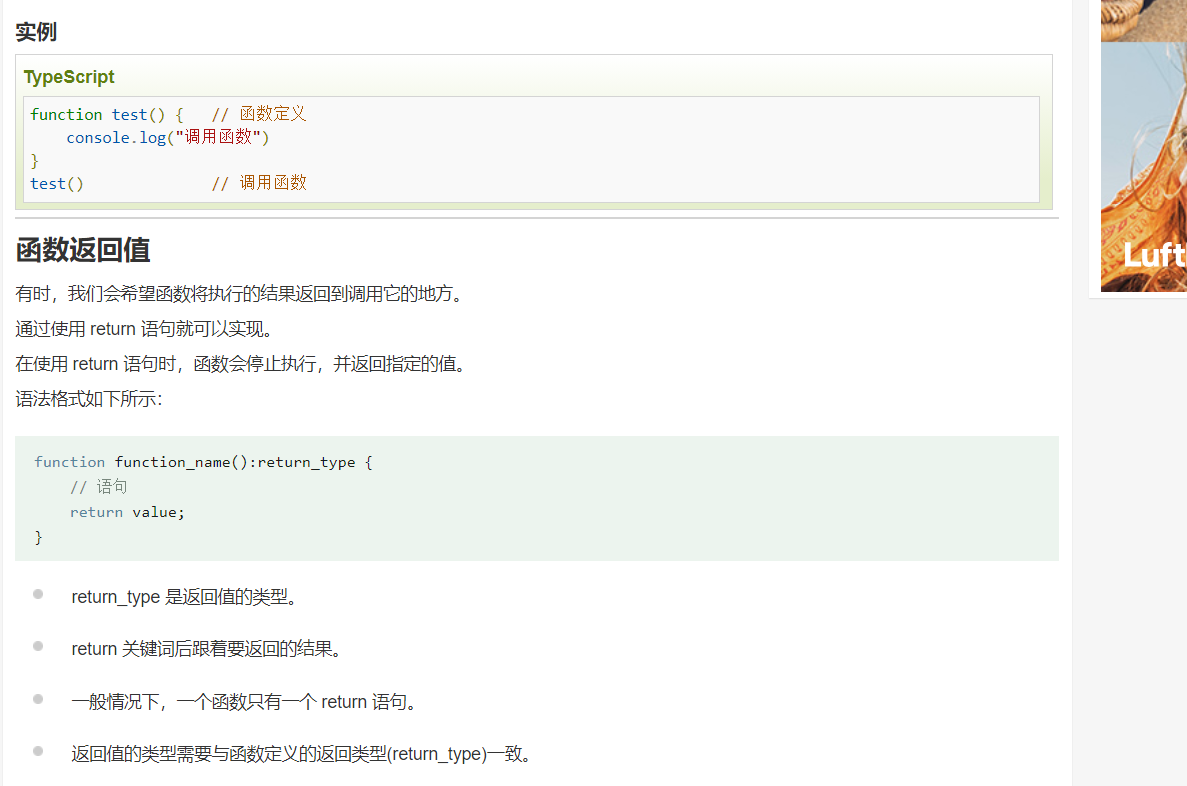 实例
TypeScript
function test() {   // 函数定义
    console.log("调用函数")
}
test()              // 调用函数
函数返回值
有时，我们会希望函数将执行的结果返回到调用它的地方。
通过使用 return 语句就可以实现。
在使用 return 语句时，函数会停止执行，并返回指定的值。
语法格式如下所示：
function function_name():return_type {
    // 语句
    return value;
}
return_type 是返回值的类型。
return 关键词后跟着要返回的结果。
一般情况下，一个函数只有一个 return 语句。
返回值的类型需要与函数定义的返回类型(return_type)一致。
Luft